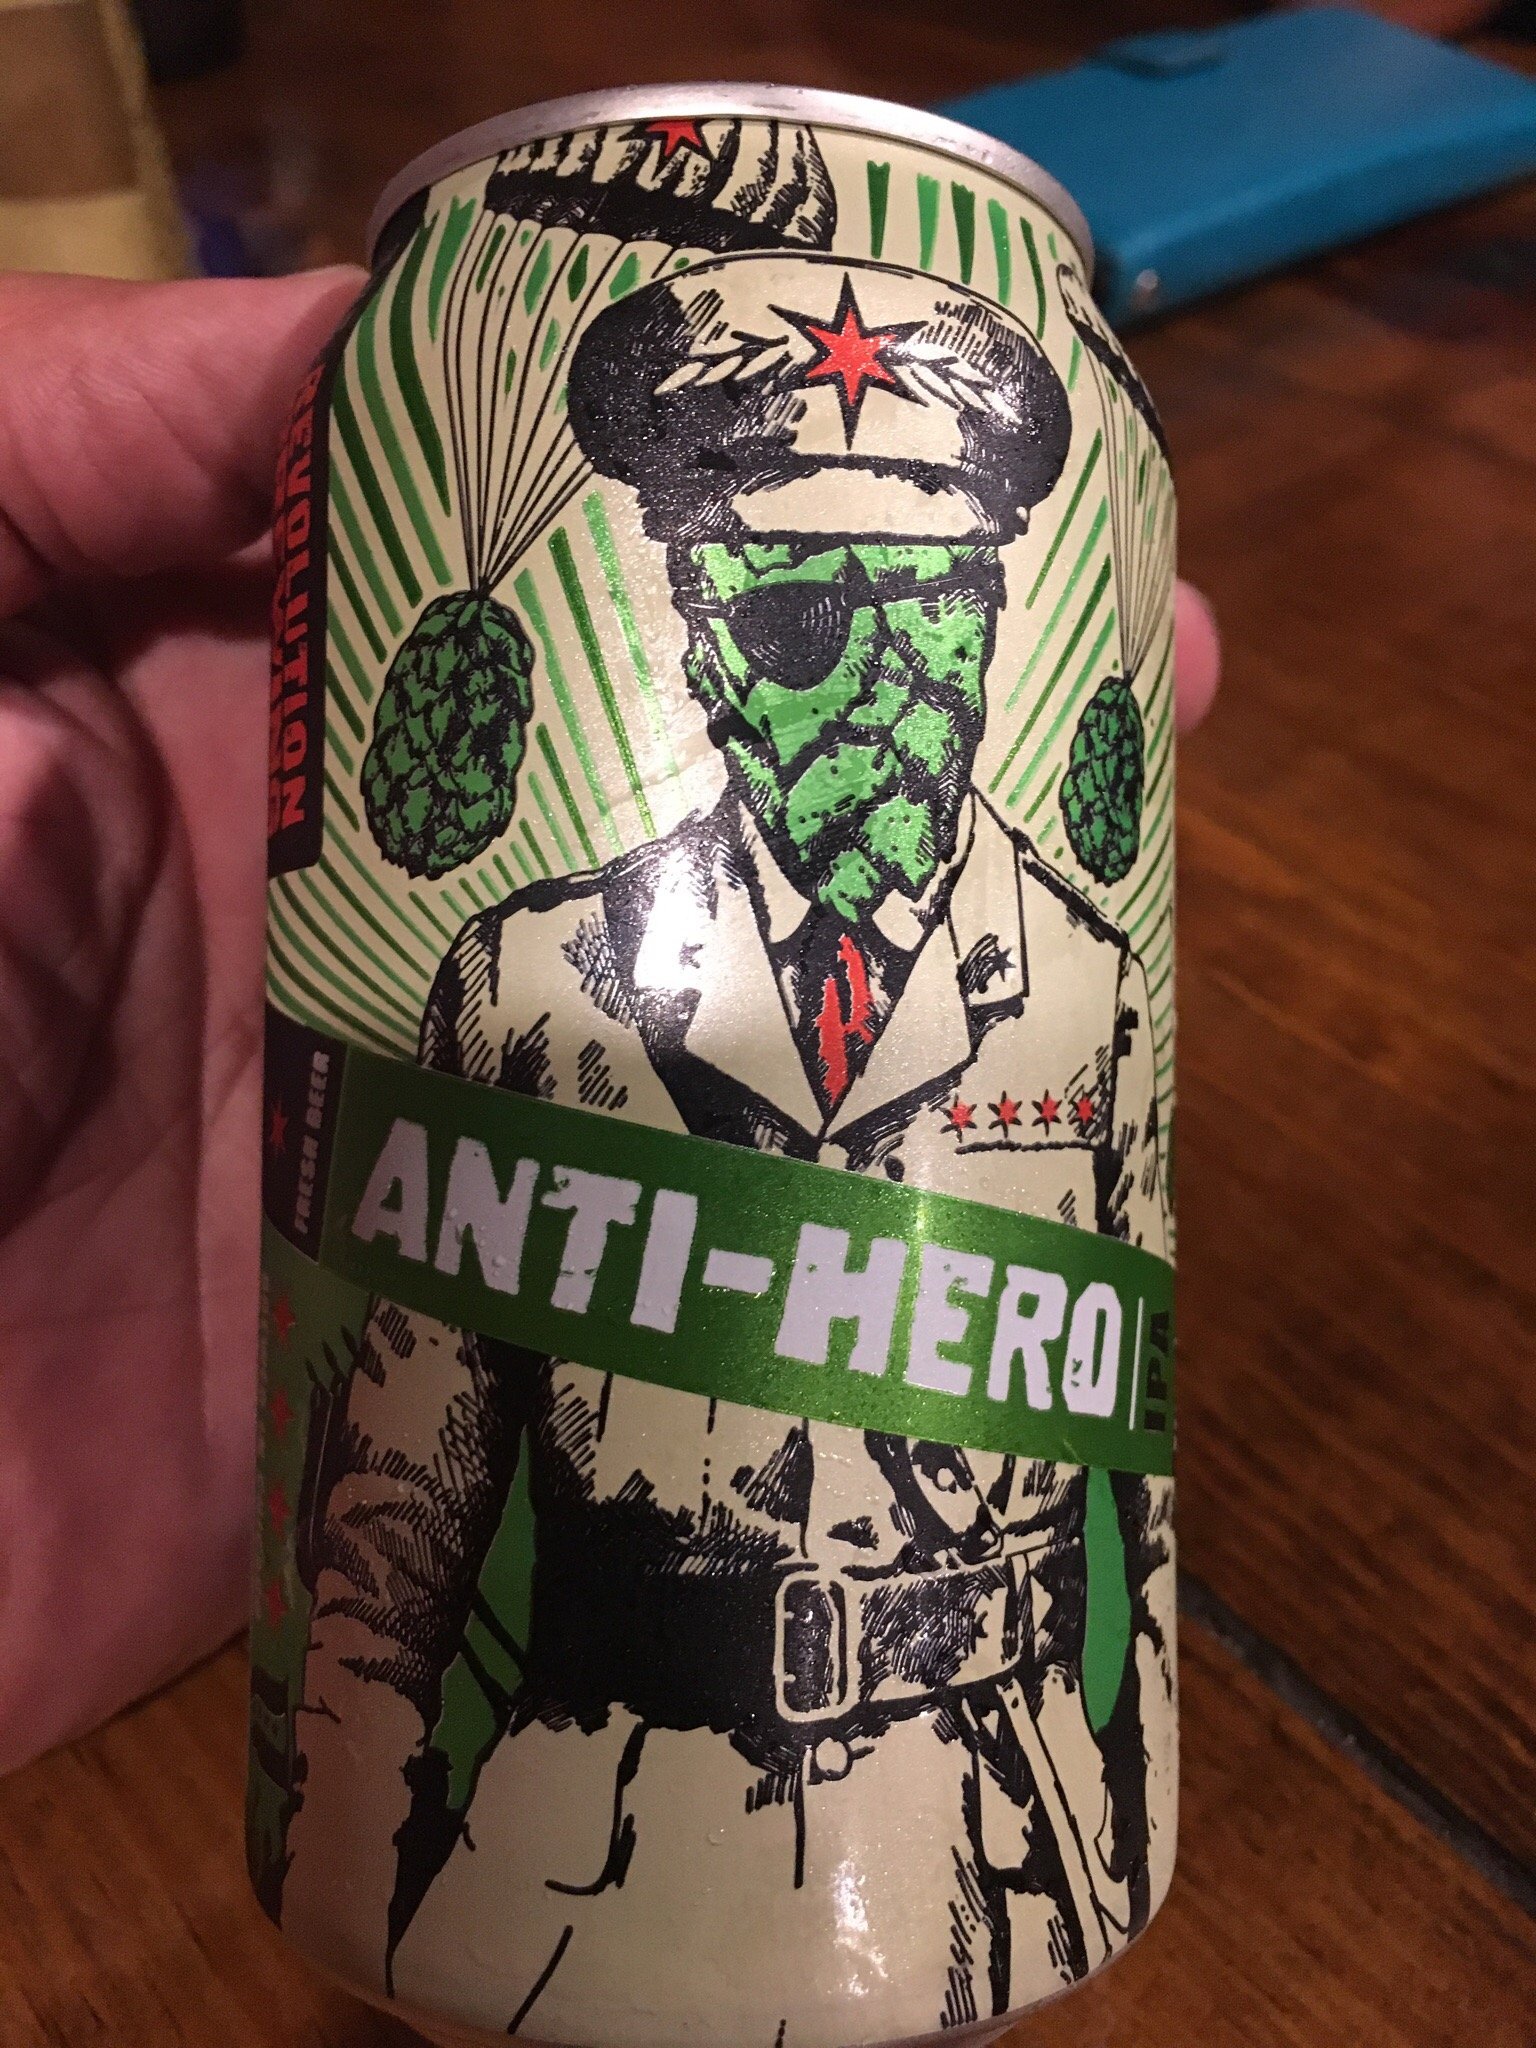 REVOLUTION
FRESH BEER
ANTI-HERO
IPA
R